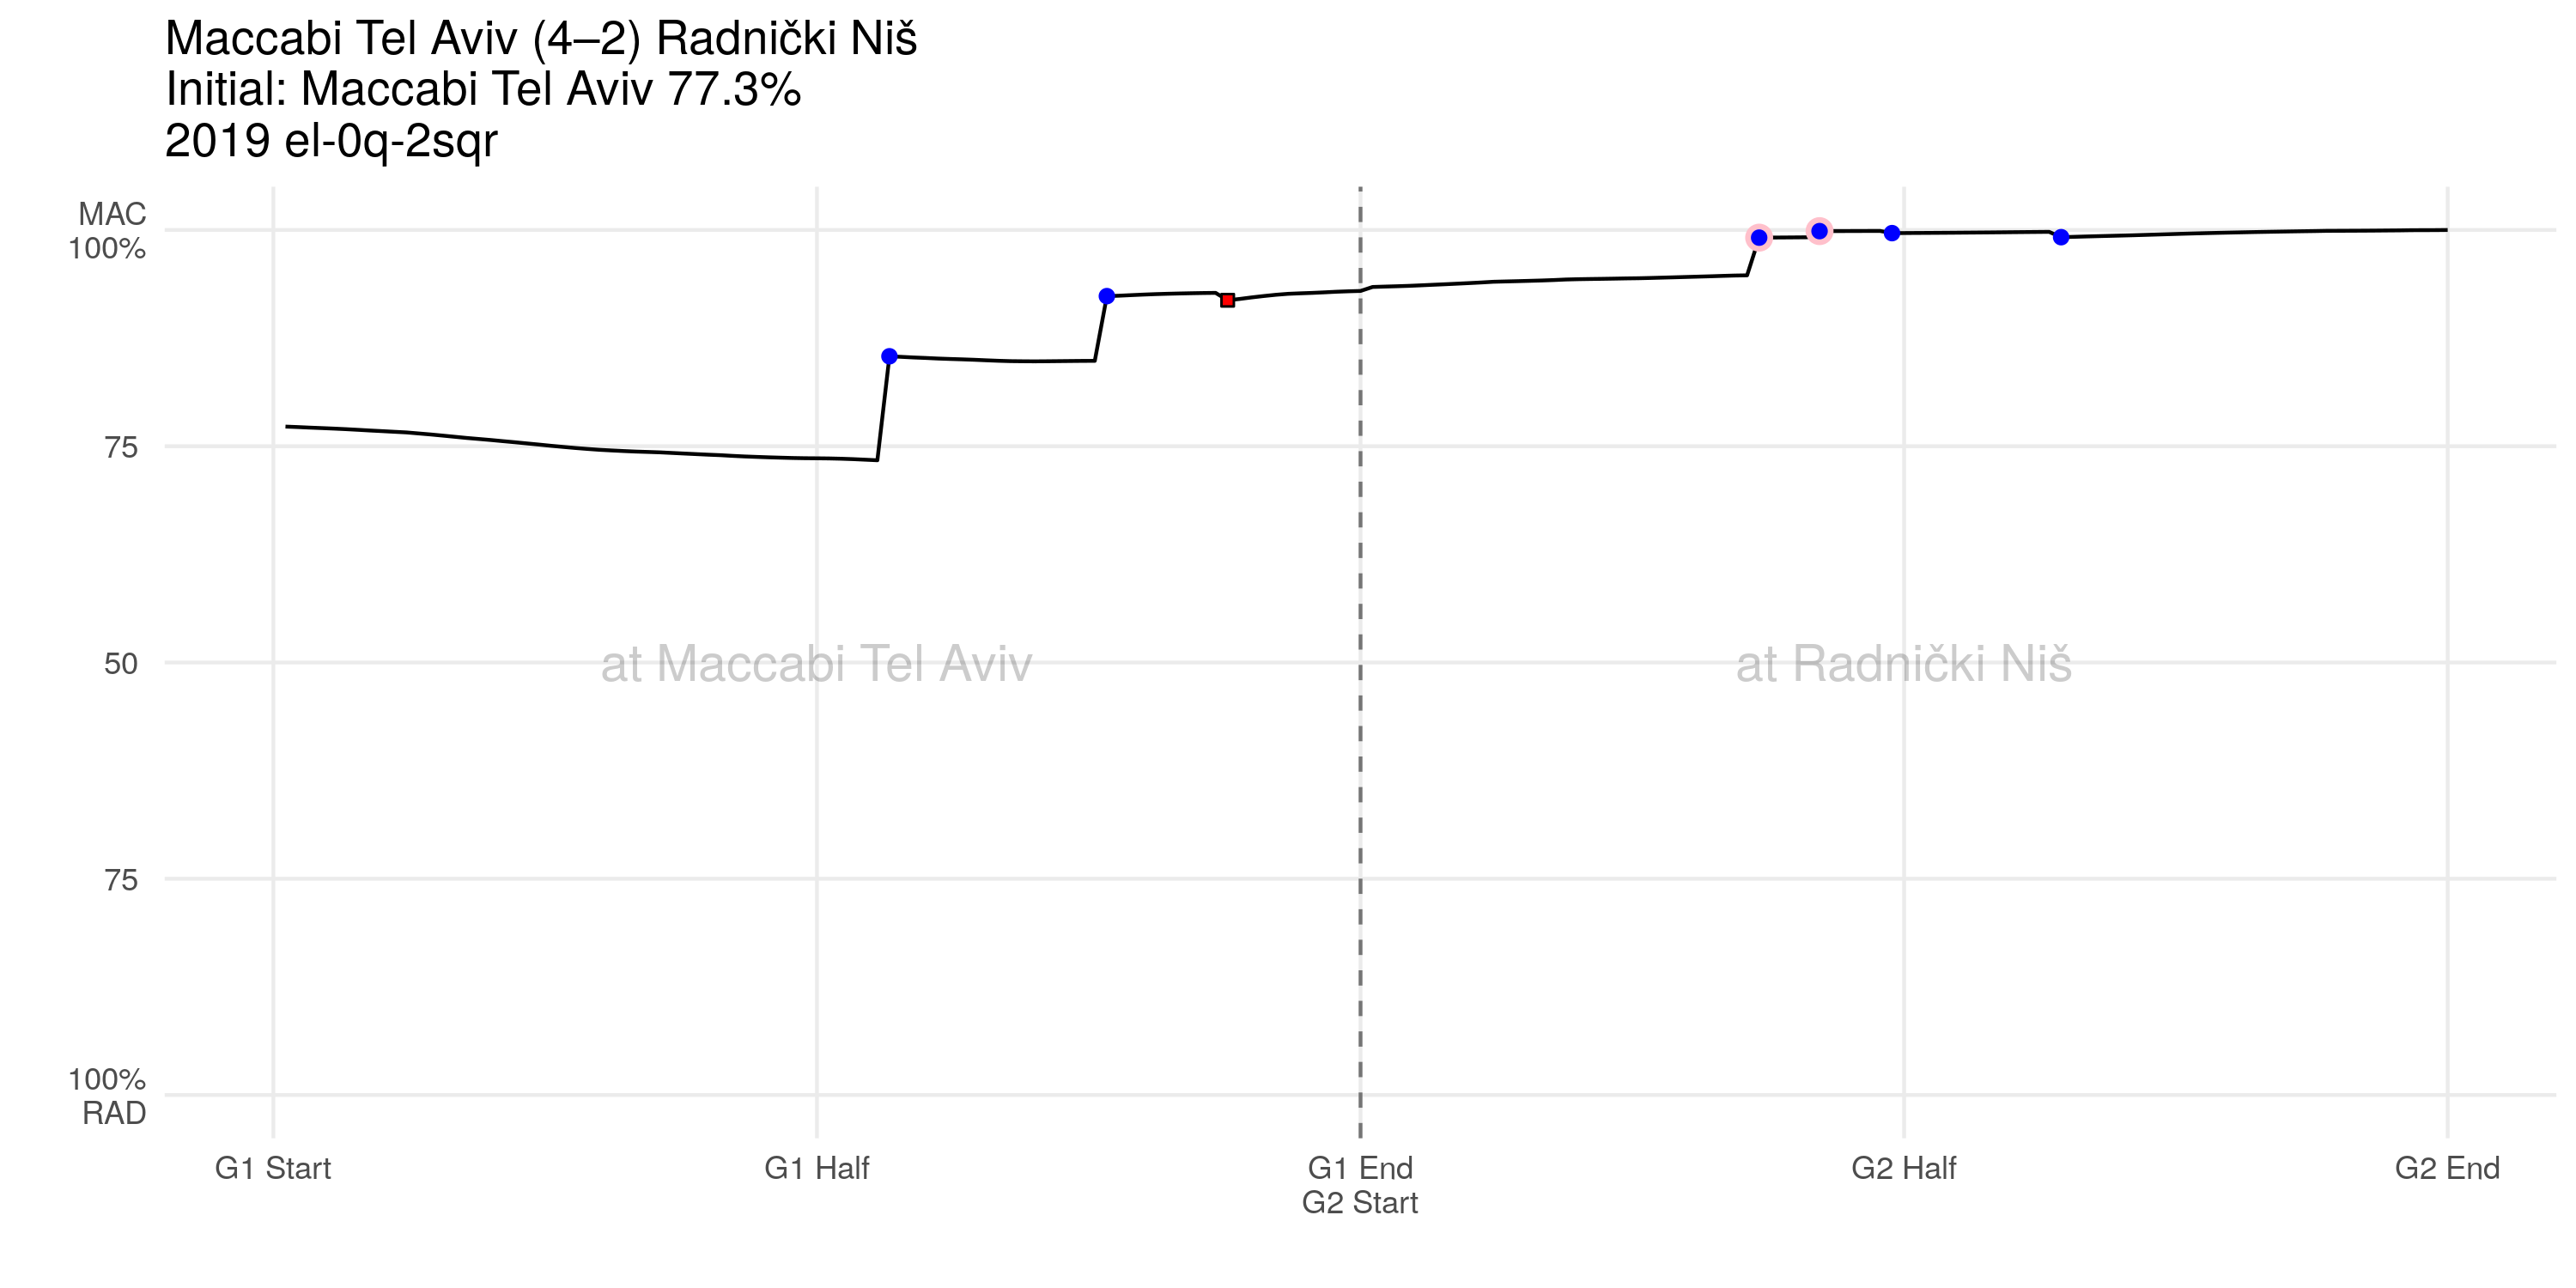 Maccabi Tel Aviv (4–2) Radnički Niš
Initial: Maccabi Tel Aviv 77.3%
2019 el-0q-2sqr
MAC
100%
75
50
75
100%
RAD
at Maccabi Tel Aviv
at Radnički Niš
G1 Start
G1 Half
G1 End
G2 Start
G2 Half
G2 End